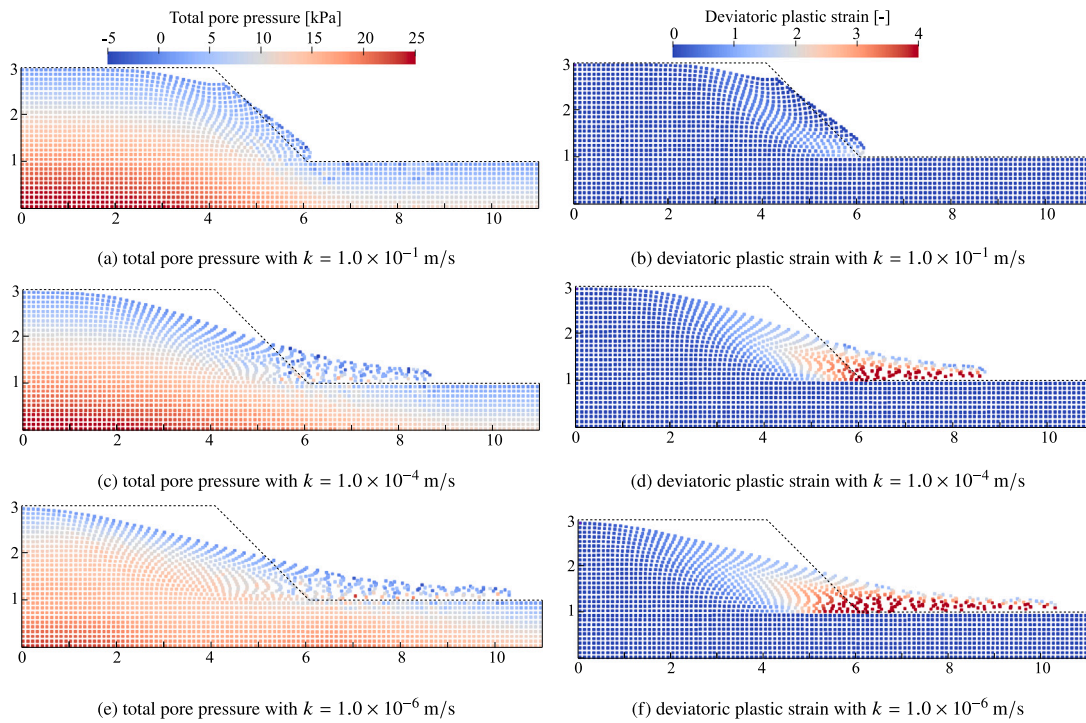 Total pore pressure [kPa]
-5 0 5 10 15 20 25
Deviatoric plastic strain [-]
0 1 2 3 4
3
2
1
0 2 4 6 8 10
3
2
1
0 2 4 6 8 10
(a) total pore pressure with k = 1.0 × 10⁻¹ m/s
(b) deviatoric plastic strain with k = 1.0 × 10⁻¹ m/s
3
2
1
0 2 4 6 8 10
3
2
1
0 2 4 6 8 10
(c) total pore pressure with k = 1.0 × 10⁻⁴ m/s
(d) deviatoric plastic strain with k = 1.0 × 10⁻⁴ m/s
3
2
1
0 2 4 6 8 10
3
2
1
0 2 4 6 8 10
(e) total pore pressure with k = 1.0 × 10⁻⁶ m/s
(f) deviatoric plastic strain with k = 1.0 × 10⁻⁶ m/s